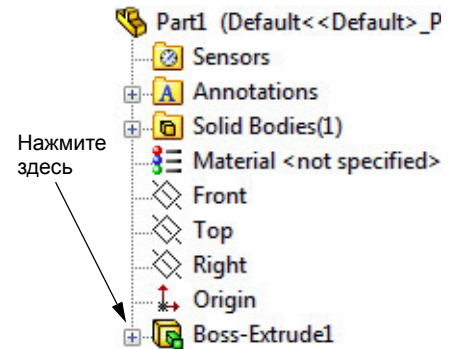 Part1 (Default<<Default>_P
Sensors
A Annotations
Solid Bodies(1)
Нажмите
здесь
Material <not specified>
Front
Top
Right
Origin
Boss-Extrude1